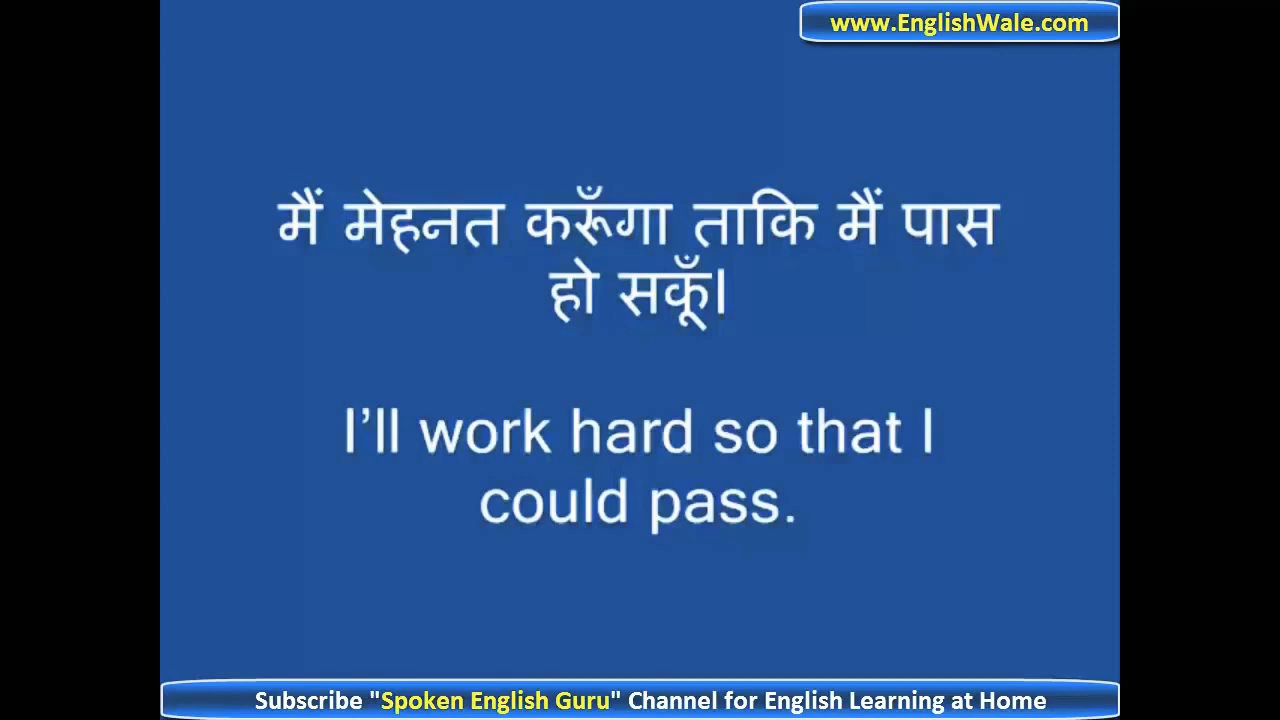 www.EnglishWale.com
मैं मेहनत करूँगा ताकि मैं पास
हो सकूँ।
I’ll work hard so that I
could pass.
Subscribe "Spoken English Guru" Channel for English Learning at Home